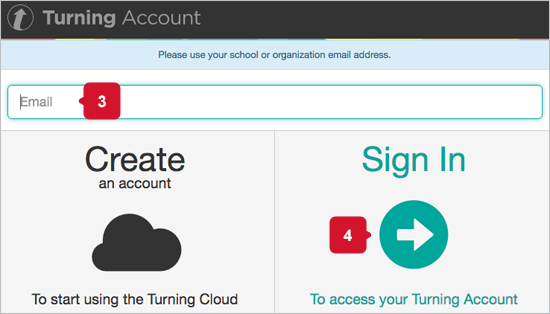 Turning Account
Please use your school or organization email address.
Email
3
Create
an account
To start using the Turning Cloud
Sign In
4
To access your Turning Account